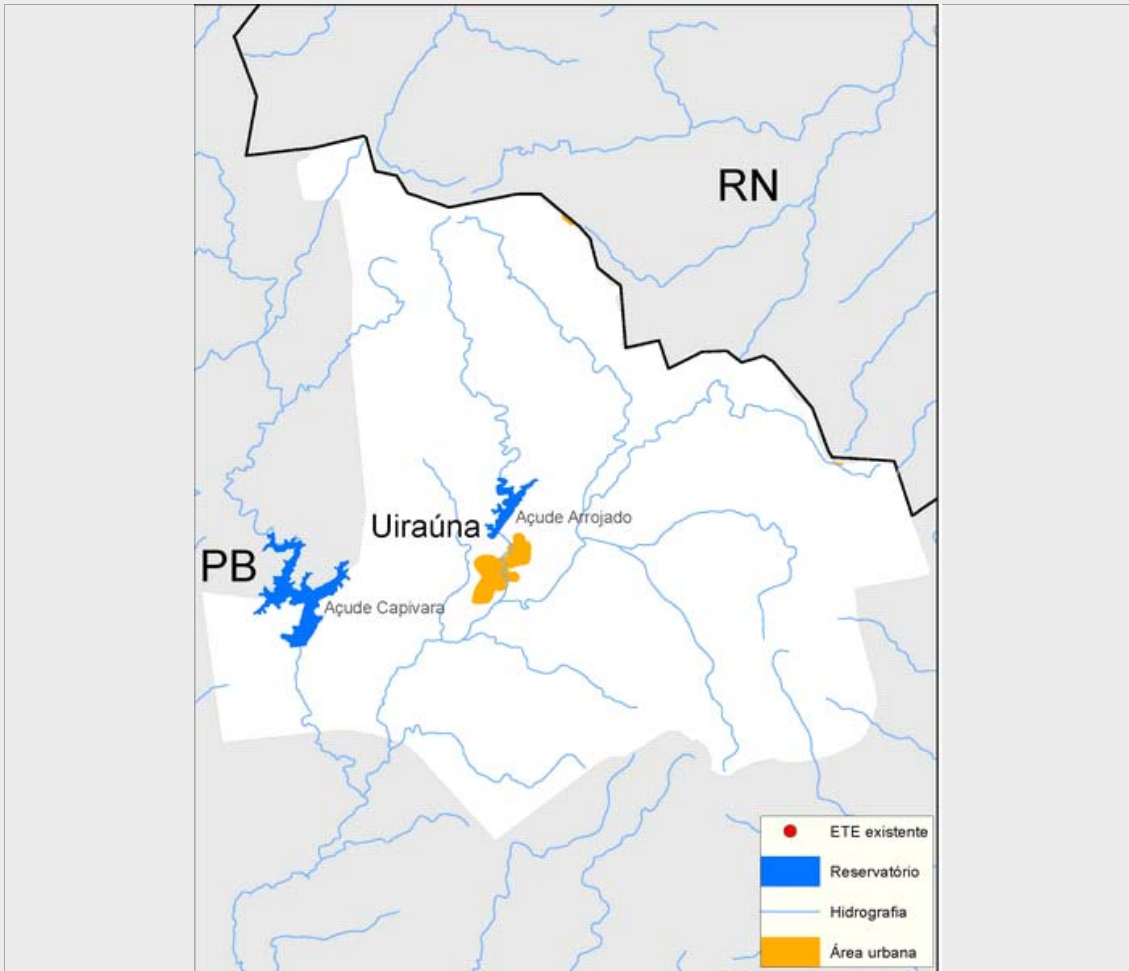 RN
Açude Arrojado
Uiraúna
PB
Açude Capivara
ETE existente
Reservatório
Hidrografia
Área urbana